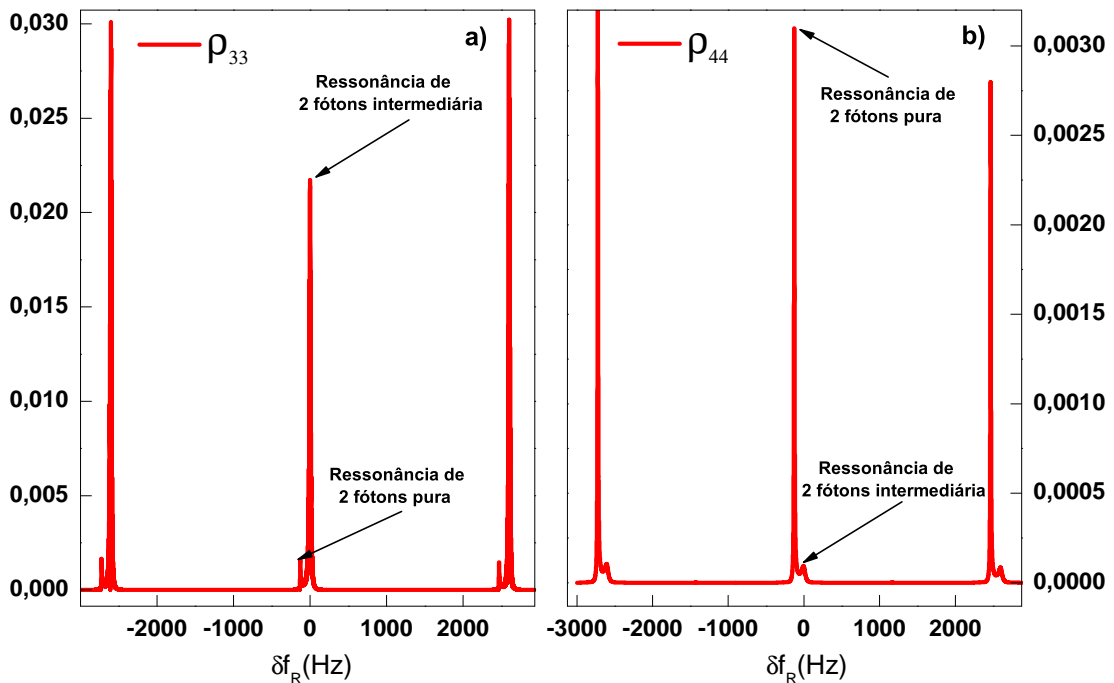 0,030
0,025
0,020
0,015
0,010
0,005
0,000
ρ33
a)
Ressonância de
2 fótons intermediária
Ressonância de
2 fótons pura
-2000 -1000 0 1000 2000
δfR(Hz)
ρ44
b)
Ressonância de
2 fótons pura
Ressonância de
2 fótons intermediária
0,0030
0,0025
0,0020
0,0015
0,0010
0,0005
0,0000
-3000 -2000 -1000 0 1000 2000
δfR(Hz)